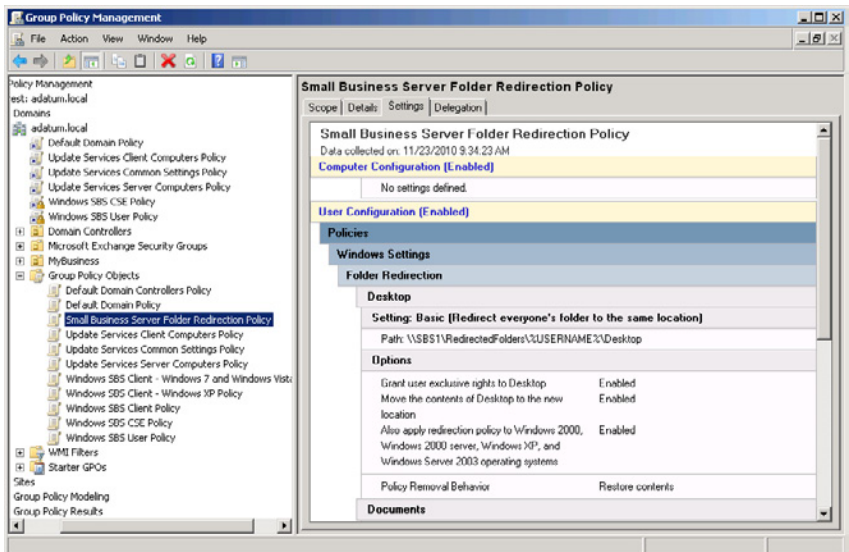 Group Policy Management
File Action View Window Help
Policy Management
est: adatum.local
Domains
adatum.local
Default Domain Policy
Update Services Client Computers Policy
Update Services Common Settings Policy
Update Services Server Computers Policy
Windows SBS CSE Policy
Windows SBS User Policy
Domain Controllers
Microsoft Exchange Security Groups
MyBusiness
Group Policy Objects
Default Domain Controllers Policy
Default Domain Policy
Small Business Server Folder Redirection Policy
Update Services Client Computers Policy
Update Services Common Settings Policy
Update Services Server Computers Policy
Windows SBS Client - Windows 7 and Windows Vista
Windows SBS Client - Windows XP Policy
Windows SBS Client Policy
Windows SBS CSE Policy
Windows SBS User Policy
WMI Filters
Starter GPOs
Sites
Group Policy Modeling
Group Policy Results
Small Business Server Folder Redirection Policy
Scope Details Settings Delegation
Small Business Server Folder Redirection Policy
Data collected on: 11/23/2010 9:34:23 AM
Computer Configuration (Enabled)
No settings defined.
User Configuration (Enabled)
Policies
Windows Settings
Folder Redirection
Desktop
Setting: Basic (Redirect everyone's folder to the same location)
Path: \\SBS1\RedirectedFolders\%USERNAME%\Desktop
Options
Grant user exclusive rights to Desktop Enabled
Move the contents of Desktop to the new Enabled
location
Also apply redirection policy to Windows 2000, Enabled
Windows 2000 server, Windows XP, and
Windows Server 2003 operating systems
Policy Removal Behavior Restore contents
Documents